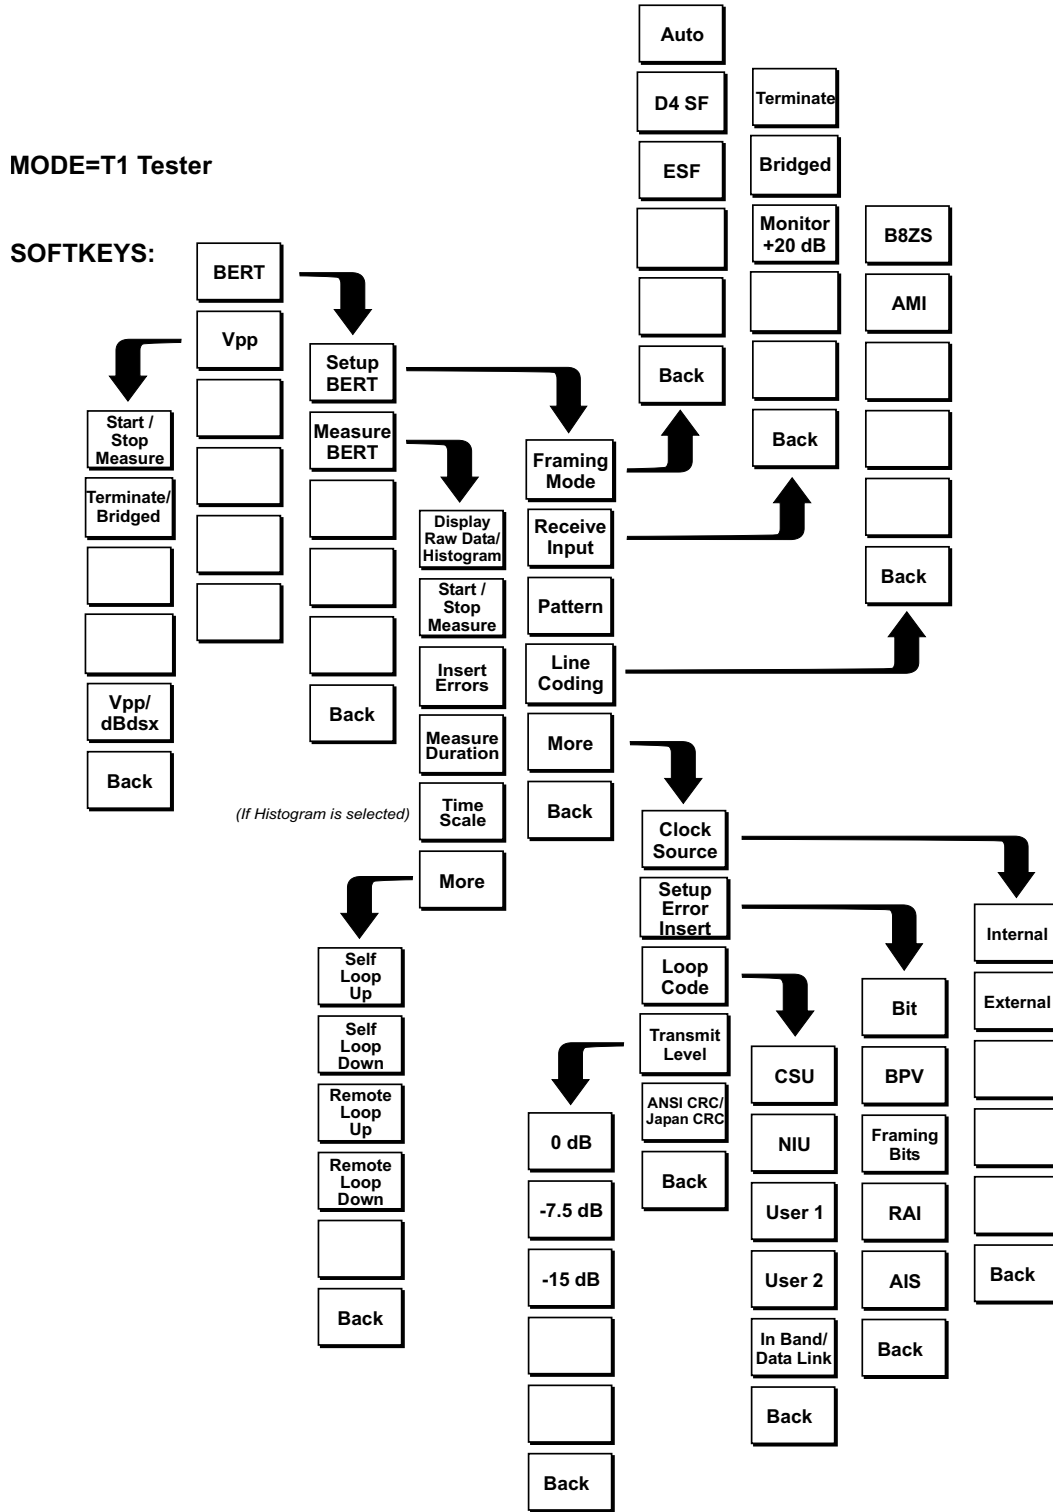 MODE=T1 Tester
SOFTKEYS:
BERT
Vpp
Start /
Stop
Measure
Terminate/
Bridged
Vpp/
dBdsx
Back
Setup
BERT
Measure
BERT
Back
Display
Raw Data/
Histogram
Start /
Stop
Measure
Insert
Errors
Measure
Duration
(If Histogram is selected)
Time
Scale
More
Self
Loop
Up
Self
Loop
Down
Remote
Loop
Up
Remote
Loop
Down
Back
Framing
Mode
Receive
Input
Pattern
Line
Coding
More
Back
Auto
D4 SF
ESF
Back
Terminate
Bridged
Monitor
+20 dB
Back
B8ZS
AMI
Back
Clock
Source
Setup
Error
Insert
Loop
Code
Transmit
Level
ANSI CRC/
Japan CRC
Back
0 dB
-7.5 dB
-15 dB
Back
CSU
NIU
User 1
User 2
In Band/
Data Link
Back
Bit
BPV
Framing
Bits
RAI
AIS
Back
Internal
External
Back